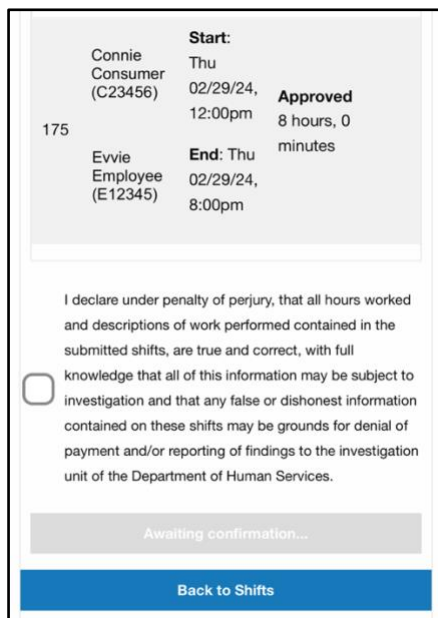 175
Connie
Consumer
(C23456)
Evvie
Employee
(E12345)
Start:
Thu
02/29/24,
12:00pm
End: Thu
02/29/24,
8:00pm
Approved
8 hours, 0
minutes
I declare under penalty of perjury, that all hours worked
and descriptions of work performed contained in the
submitted shifts, are true and correct, with full
knowledge that all of this information may be subject to
investigation and that any false or dishonest information
contained on these shifts may be grounds for denial of
payment and/or reporting of findings to the investigation
unit of the Department of Human Services.
Awaiting confirmation...
Back to Shifts